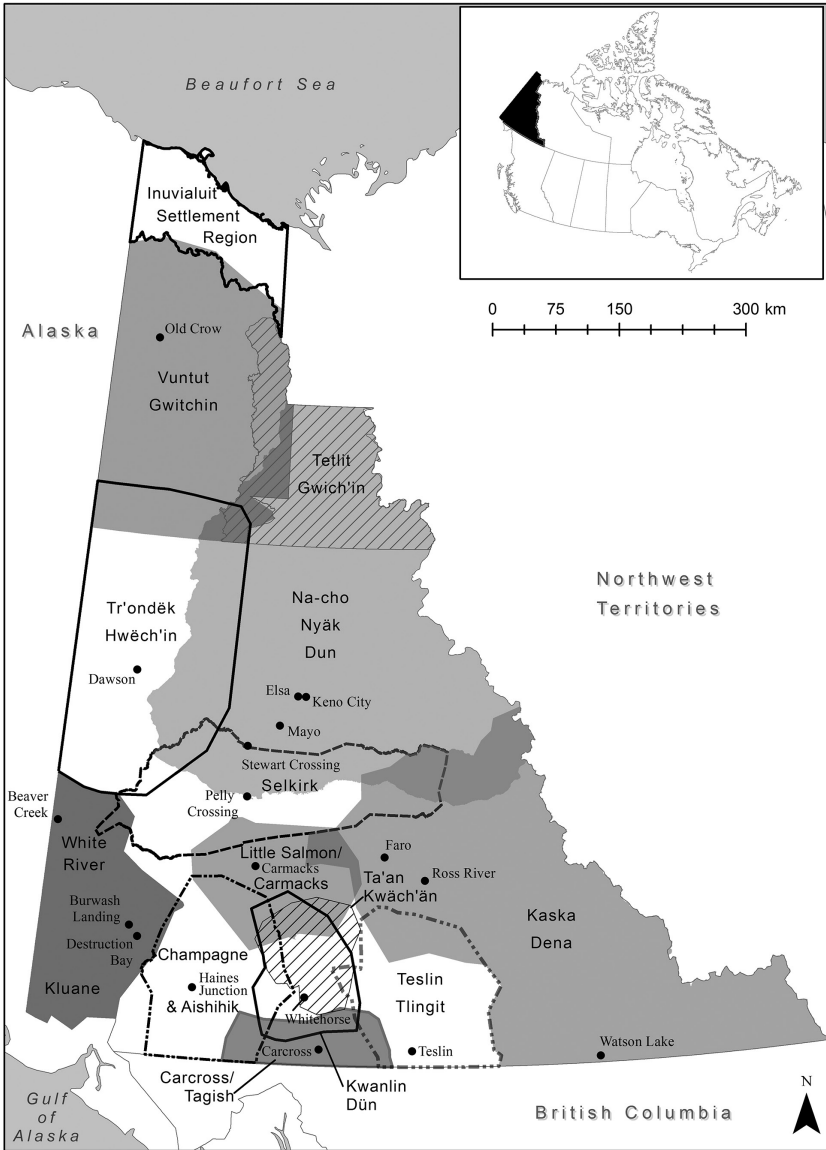 Beaufort Sea
Inuvialuit
Settlement
Region
0 75 150 300 km
Alaska
Old Crow
Vuntut
Gwitchin
Tetlit
Gwich'in
Northwest
Territories
Tr'ondëk
Hwëch'in
Dawson
Na-cho
Nyäk
Dun
Elsa
Keno City
Mayo
Stewart Crossing
Selkirk
Pelly
Crossing
Beaver
Creek
White
River
Little Salmon/
Carmacks
Carmacks
Faro
Ross River
Ta'an
Kwäch'än
Burwash
Landing
Destruction
Bay
Kluane
Champagne
Haines
Junction
& Aishihik
Kaska
Dena
Teslin
Tlingit
Whitehorse
Carcross
Teslin
Watson Lake
Carcross/
Tagish
Kwanlin
Dün
Gulf
of
Alaska
British Columbia
N